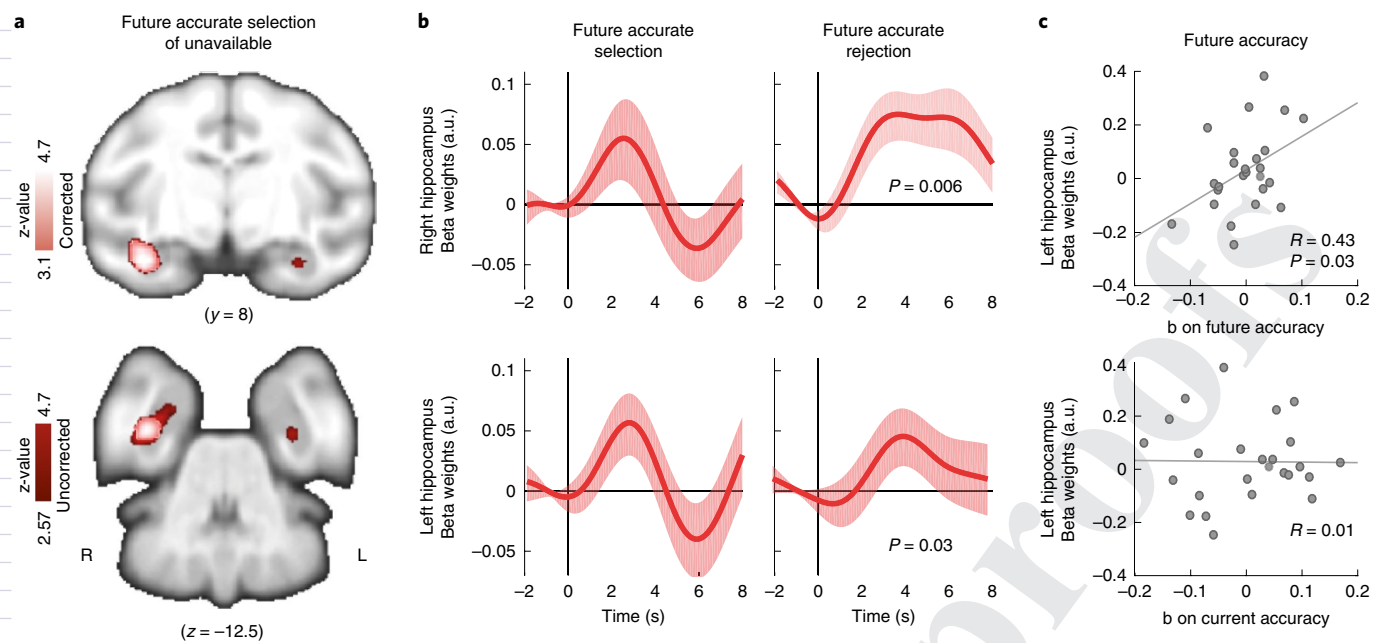 a
Future accurate selection
of unavailable
4.7
z-value
Corrected
3.1
(y = 8)
4.7
z-value
Uncorrected
2.57
R
L
(z = –12.5)
b
Future accurate
selection
Future accurate
rejection
Right hippocampus
Beta weights (a.u.)
0.1
0.05
0
–0.05
–2 0 2 4 6 8
P = 0.006
–2 0 2 4 6 8
Left hippocampus
Beta weights (a.u.)
0.1
0.05
0
–0.05
–2 0 2 4 6 8
Time (s)
P = 0.03
–2 0 2 4 6 8
Time (s)
c
Future accuracy
Left hippocampus
Beta weights (a.u.)
0.4
0.2
0
–0.2
–0.4
R = 0.43
P = 0.03
–0.2 –0.1 0 0.1 0.2
b on future accuracy
Left hippocampus
Beta weights (a.u.)
0.4
0.2
0
–0.2
–0.4
R = 0.01
–0.2 –0.1 0 0.1 0.2
b on current accuracy
proofs